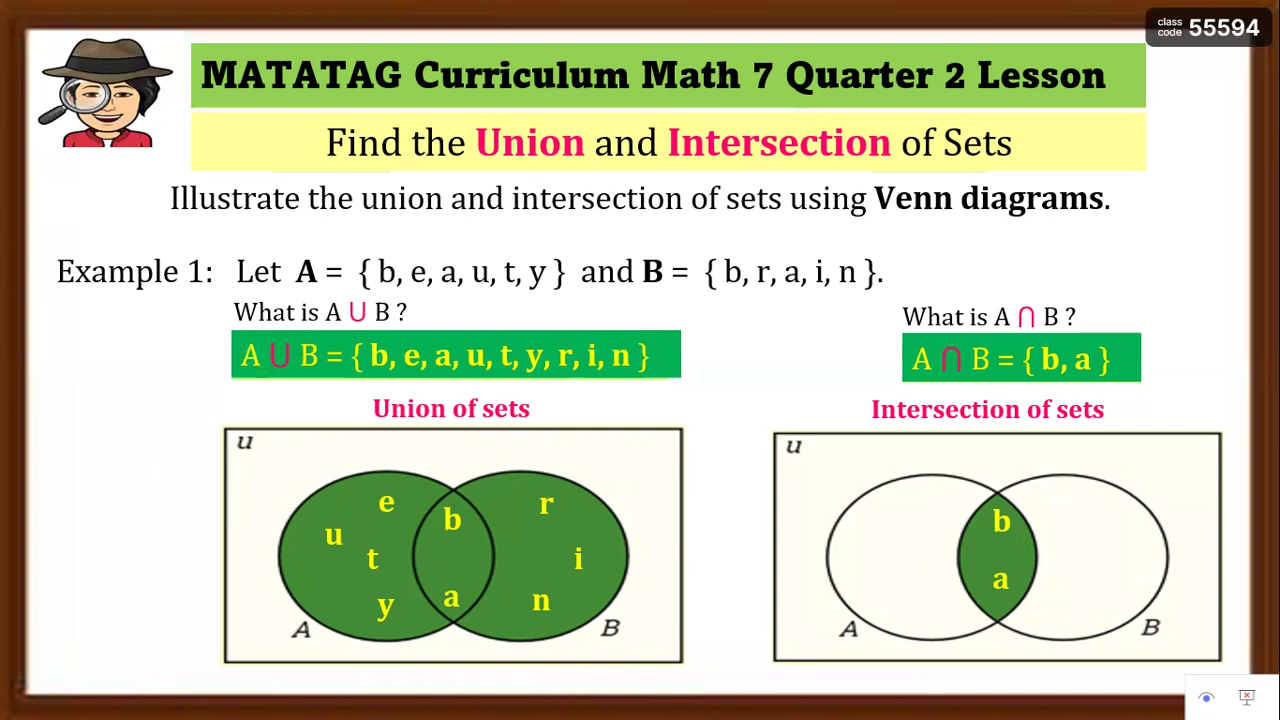 class code 55594
MATATAG Curriculum Math 7 Quarter 2 Lesson
Find the Union and Intersection of Sets
Illustrate the union and intersection of sets using Venn diagrams.
Example 1: Let A = { b, e, a, u, t, y } and B = { b, r, a, i, n }.
What is A ∪ B ?
A ∪ B = { b, e, a, u, t, y, r, i, n }
Union of sets
u
e
b
r
u
t
i
y
a
n
A
B
What is A ∩ B ?
A ∩ B = { b, a }
Intersection of sets
u
b
a
A
B